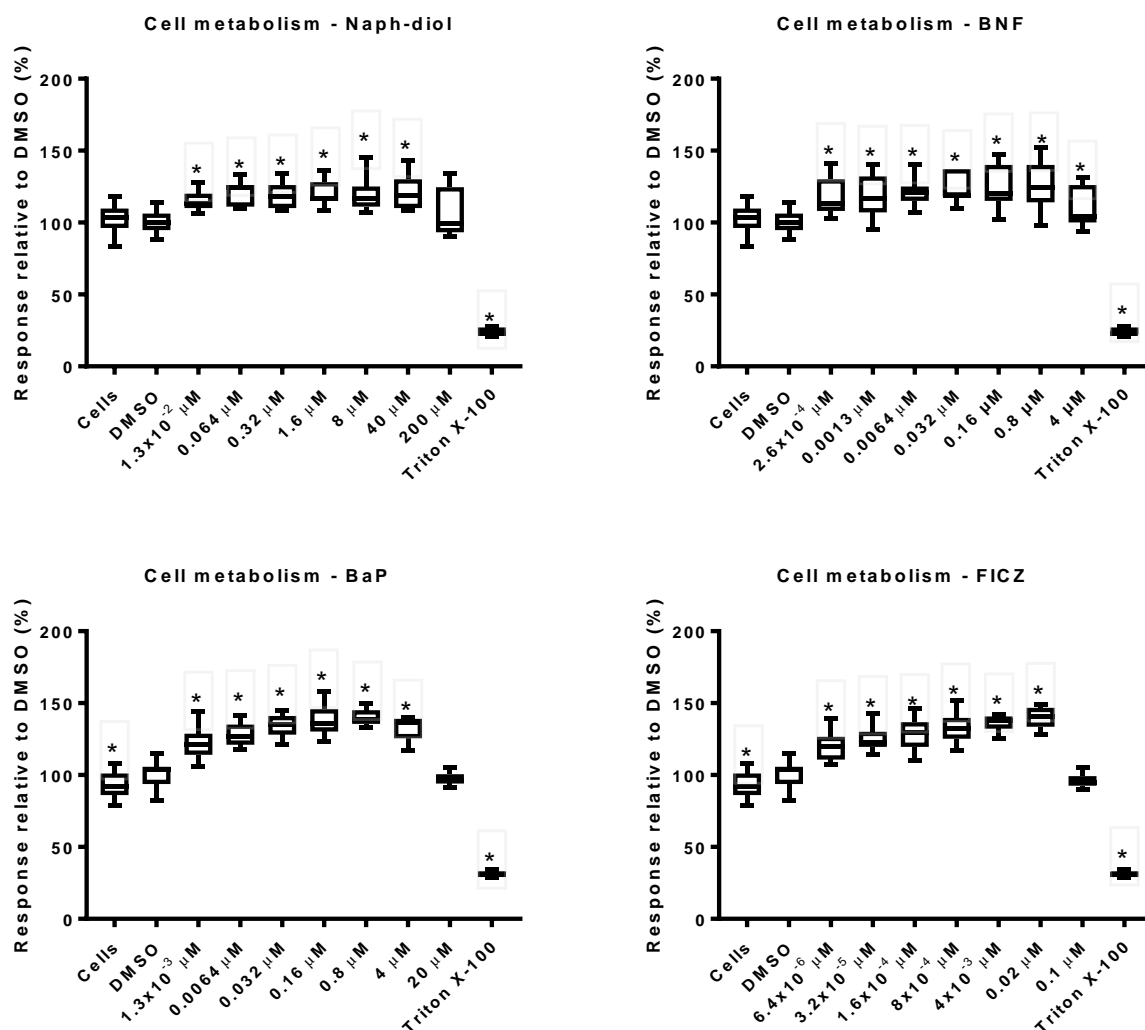 Cell metabolism - Naph-diol
Response relative to DMSO (%)
200
150
100
50
0
* * * * * * *
Cells
DMSO
1.3x10⁻² μM
0.064 μM
0.32 μM
1.6 μM
8 μM
40 μM
200 μM
Triton X-100
Cell metabolism - BNF
Response relative to DMSO (%)
200
150
100
50
0
* * * * * * * *
Cells
DMSO
2.6x10⁻⁴ μM
0.0013 μM
0.0064 μM
0.032 μM
0.16 μM
0.8 μM
4 μM
Triton X-100
Cell metabolism - BaP
Response relative to DMSO (%)
200
150
100
50
0
* * * * * * * *
Cells
DMSO
1.3x10⁻³ μM
0.0064 μM
0.032 μM
0.16 μM
0.8 μM
4 μM
20 μM
Triton X-100
Cell metabolism - FICZ
Response relative to DMSO (%)
200
150
100
50
0
* * * * * * * *
Cells
DMSO
6.4x10⁻⁶ μM
3.2x10⁻⁵ μM
1.6x10⁻⁴ μM
8x10⁻⁴ μM
4x10⁻³ μM
0.02 μM
0.1 μM
Triton X-100